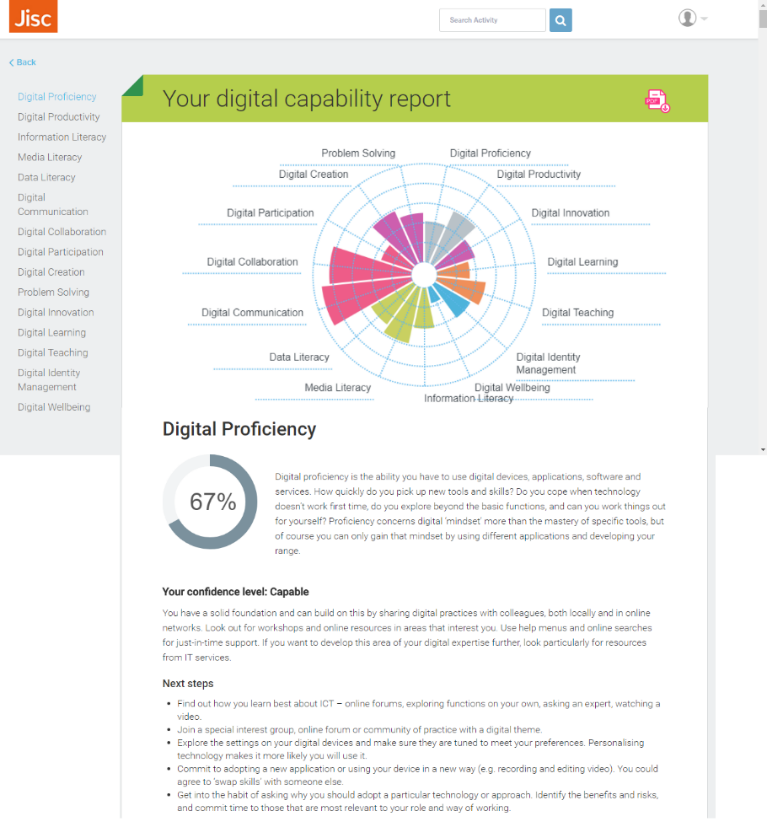 Jisc
Search Activity
Back
Digital Proficiency
Digital Productivity
Information Literacy
Media Literacy
Data Literacy
Digital
Communication
Digital Collaboration
Digital Participation
Digital Creation
Problem Solving
Digital Innovation
Digital Learning
Digital Teaching
Digital Identity
Management
Digital Wellbeing
Your digital capability report
PDF
Problem Solving
Digital Proficiency
Digital Creation
Digital Productivity
Digital Participation
Digital Innovation
Digital Collaboration
Digital Learning
Digital Communication
Digital Teaching
Data Literacy
Digital Identity
Management
Media Literacy
Digital Wellbeing
Information Literacy
Digital Proficiency
67%
Digital proficiency is the ability you have to use digital devices, applications, software and
services. How quickly do you pick up new tools and skills? Do you cope when technology
doesn't work first time, do you explore beyond the basic functions, and can you work things out
for yourself? Proficiency concerns digital 'mindset' more than the mastery of specific tools, but
of course you can only gain that mindset by using different applications and developing your
range.
Your confidence level: Capable
You have a solid foundation and can build on this by sharing digital practices with colleagues, both locally and in online
networks. Look out for workshops and online resources in areas that interest you. Use help menus and online searches
for just-in-time support. If you want to develop this area of your digital expertise further, look particularly for resources
from IT services.
Next steps
• Find out how you learn best about ICT – online forums, exploring functions on your own, asking an expert, watching a
video.
• Join a special interest group, online forum or community of practice with a digital theme.
• Explore the settings on your digital devices and make sure they are tuned to meet your preferences. Personalising
technology makes it more likely you will use it.
• Commit to adopting a new application or using your device in a new way (e.g. recording and editing video). You could
agree to 'swap skills' with someone else.
• Get into the habit of asking why you should adopt a particular technology or approach. Identify the benefits and risks,
and commit time to those that are most relevant to your role and way of working.